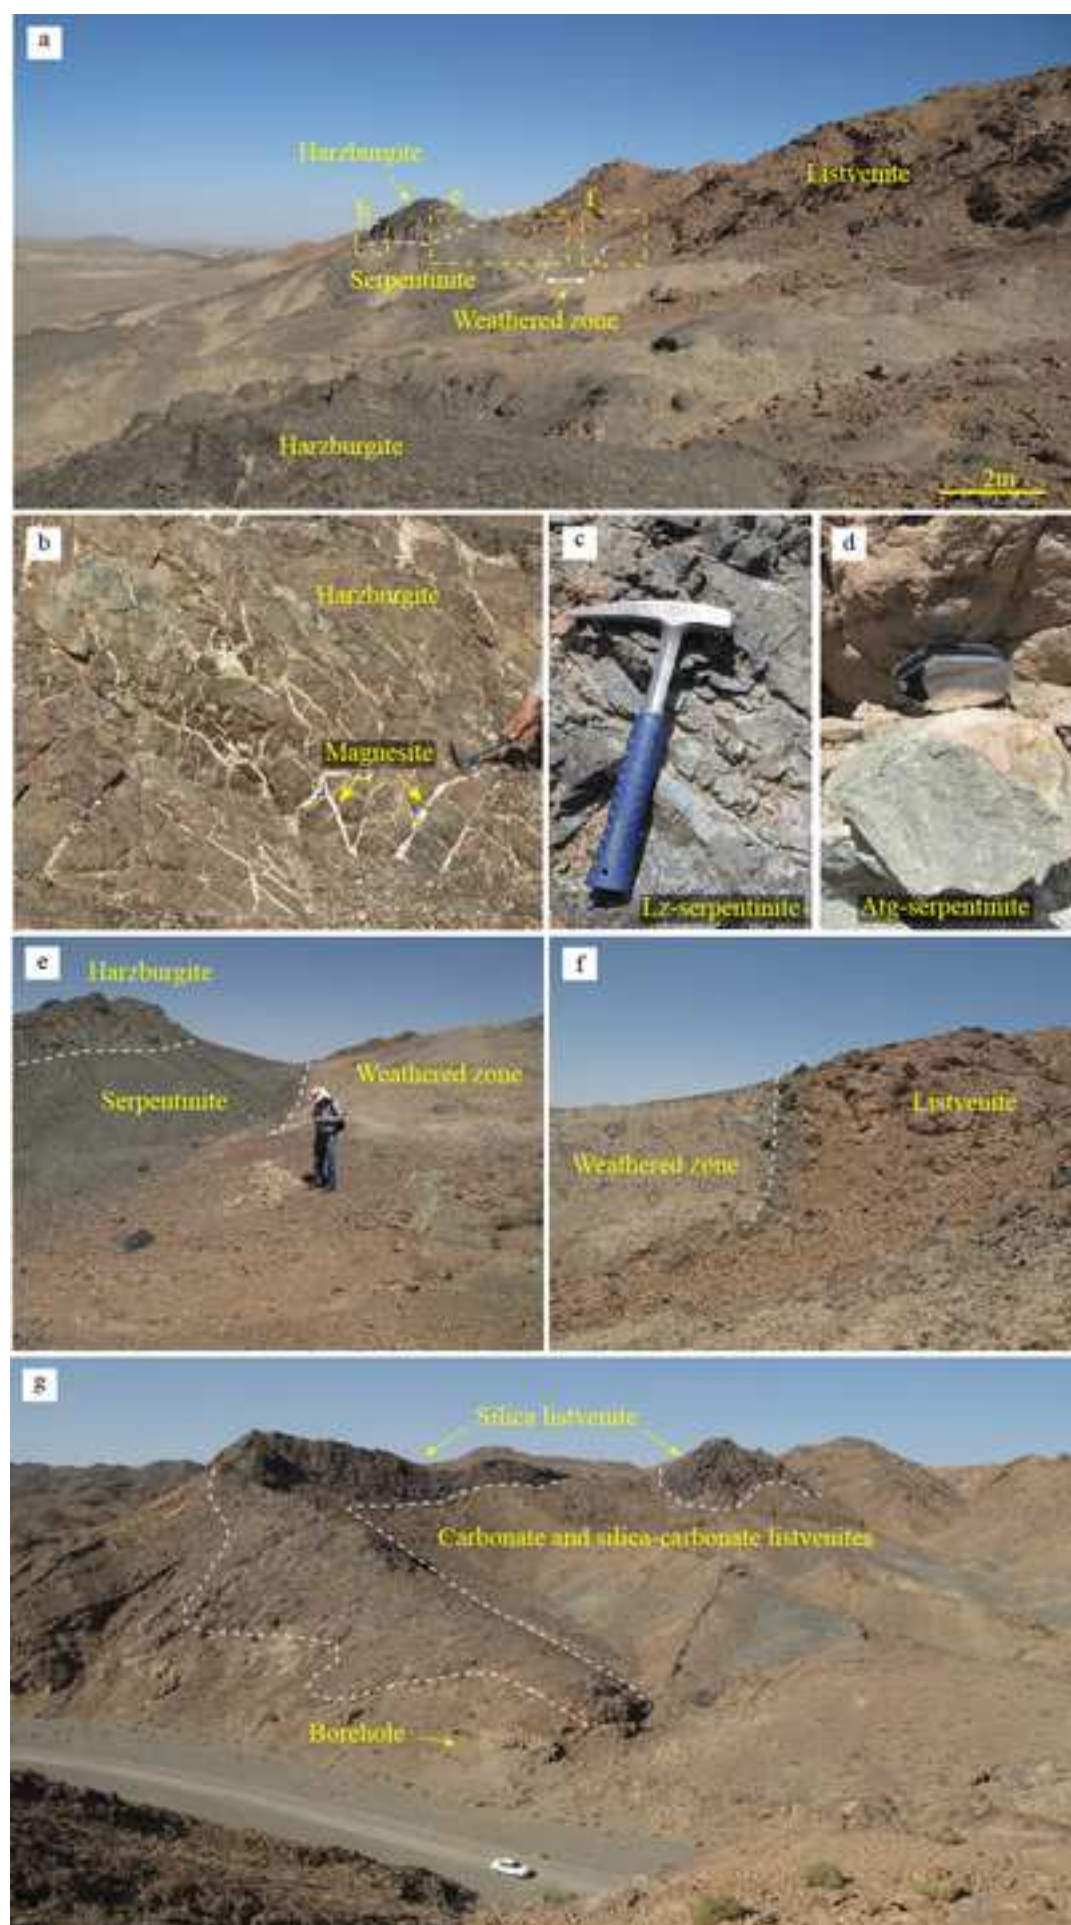 a
Harzburgite
Listvenite
f
Serpentinite
Weathered zone
Harzburgite
2m
b
Harzburgite
Magnesite
c
Lz-serpentinite
d
Atg-serpentinite
e
Harzburgite
Serpentinite
Weathered zone
f
Listvenite
Weathered zone
g
Silica listvenite
Carbonate and silica-carbonate listvenites
Borehole